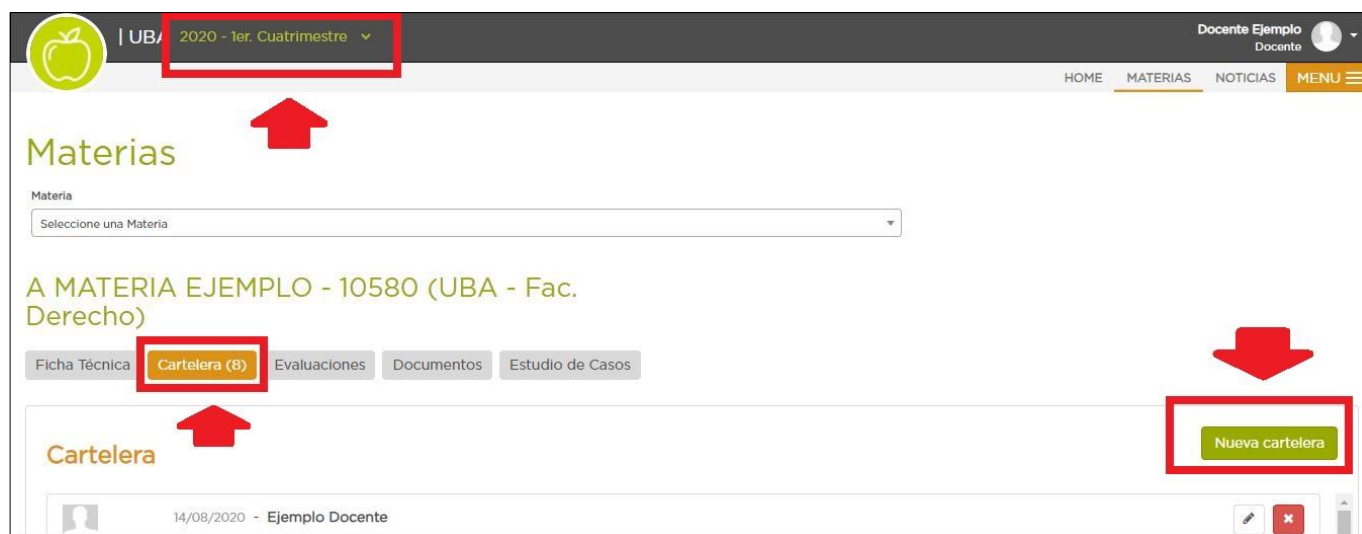 | UBA 2020 - 1er. Cuatrimestre
Docente Ejemplo
Docente
HOME MATERIAS NOTICIAS MENU
Materias
Materia
Seleccione una Materia
A MATERIA EJEMPLO - 10580 (UBA - Fac.
Derecho)
Ficha Técnica Cartelera (8) Evaluaciones Documentos Estudio de Casos
Cartelera
Nueva cartelera
14/08/2020 - Ejemplo Docente